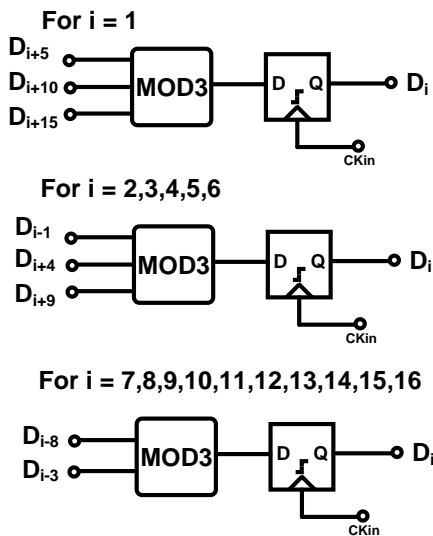 For i = 1
Di+5
Di+10
Di+15
MOD3
D Q
Di
CKin
For i = 2,3,4,5,6
Di-1
Di+4
Di+9
MOD3
D Q
Di
CKin
For i = 7,8,9,10,11,12,13,14,15,16
Di-8
Di-3
MOD3
D Q
Di
CKin